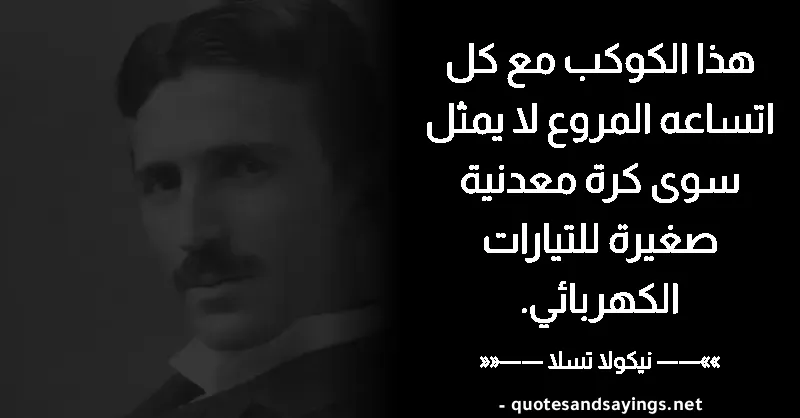 هذا الكوكب مع كل
اتساعه المروع لا يمثل
سوى كرة معدنية
صغيرة للتيارات
الكهربائي.
»»—— نيكولا تسلا ——««
- quotesandsayings.net